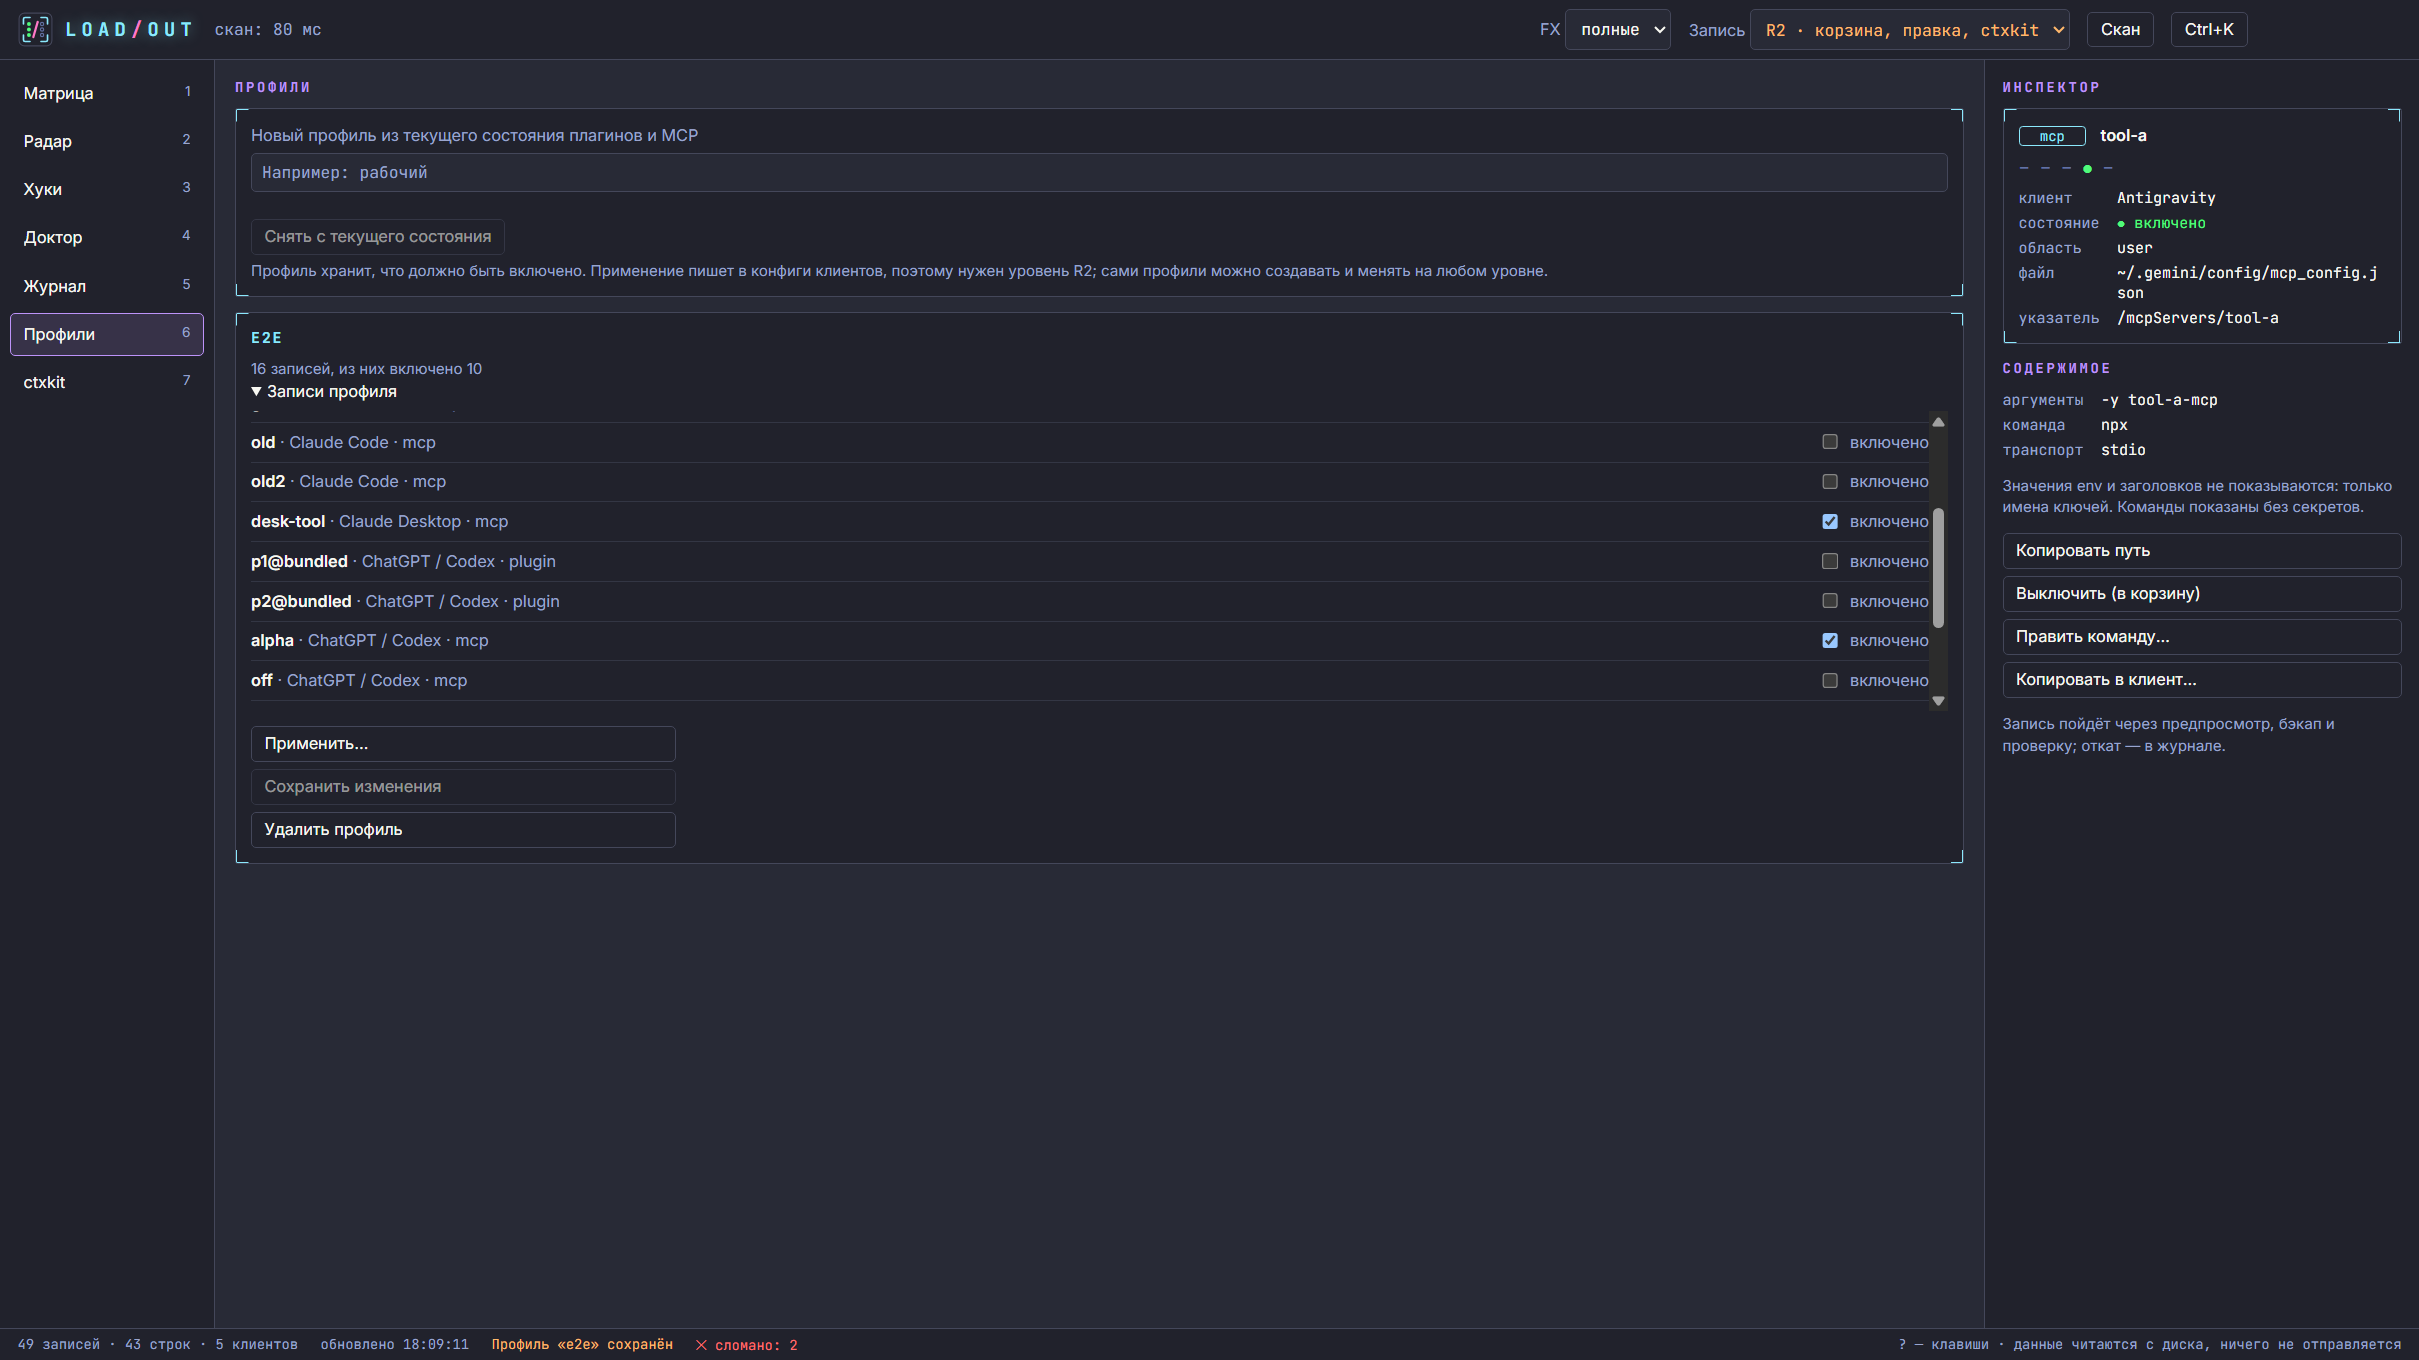 LOAD/OUT скан: 80 мс FX полные Запись R2 · корзина, правка, ctxkit Скан Ctrl+K
Матрица 1
Радар 2
Хуки 3
Доктор 4
Журнал 5
Профили 6
ctxkit 7
ПРОФИЛИ
Новый профиль из текущего состояния плагинов и MCP
Например: рабочий
Снять с текущего состояния
Профиль хранит, что должно быть включено. Применение пишет в конфиги клиентов, поэтому нужен уровень R2; сами профили можно создавать и менять на любом уровне.
E2E
16 записей, из них включено 10
▼ Записи профиля
old · Claude Code · mcp включено
old2 · Claude Code · mcp включено
desk-tool · Claude Desktop · mcp включено
p1@bundled · ChatGPT / Codex · plugin включено
p2@bundled · ChatGPT / Codex · plugin включено
alpha · ChatGPT / Codex · mcp включено
off · ChatGPT / Codex · mcp включено
Применить...
Сохранить изменения
Удалить профиль
ИНСПЕКТОР
mcp tool-a
— — — ● —
клиент Antigravity
состояние ● включено
область user
файл ~/.gemini/config/mcp_config.j
son
указатель /mcpServers/tool-a
СОДЕРЖИМОЕ
аргументы -y tool-a-mcp
команда npx
транспорт stdio
Значения env и заголовков не показываются: только
имена ключей. Команды показаны без секретов.
Копировать путь
Выключить (в корзину)
Править команду...
Копировать в клиент...
Запись пойдёт через предпросмотр, бэкап и
проверку; откат — в журнале.
49 записей · 43 строк · 5 клиентов обновлено 18:09:11 Профиль «e2e» сохранён ✕ сломано: 2 ? — клавиши · данные читаются с диска, ничего не отправляется